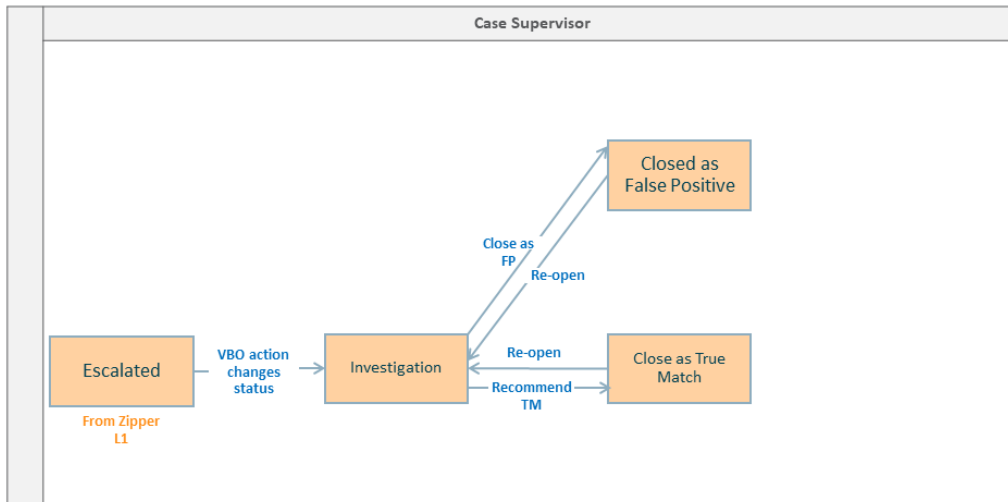 Case Supervisor
Closed as
False Positive
Close as
FP
Re-open
Escalated
From Zipper
L1
VBO action
changes
status
Investigation
Re-open
Recommend
TM
Close as True
Match